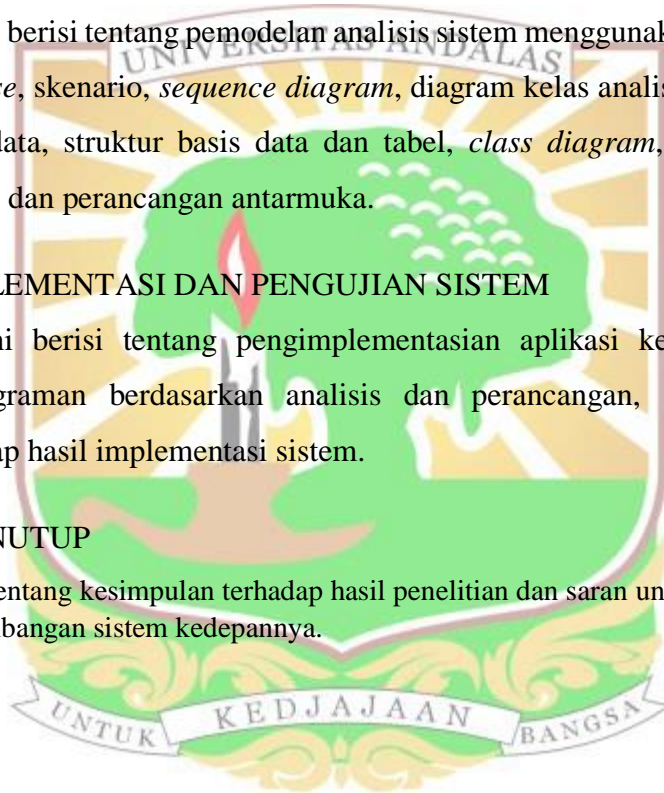 berisi tentang pemodelan analisis sistem menggunak
UNIVERSITAS ANDALAS
e, skenario, sequence diagram, diagram kelas analis
data, struktur basis data dan tabel, class diagram,
dan perancangan antarmuka.
LEMENTASI DAN PENGUJIAN SISTEM
ni berisi tentang pengimplementasian aplikasi ke
graman berdasarkan analisis dan perancangan,
ap hasil implementasi sistem.
NUTUP
entang kesimpulan terhadap hasil penelitian dan saran un
mbangan sistem kedepannya.
UNTUK KEDJAJAAN BANGSA